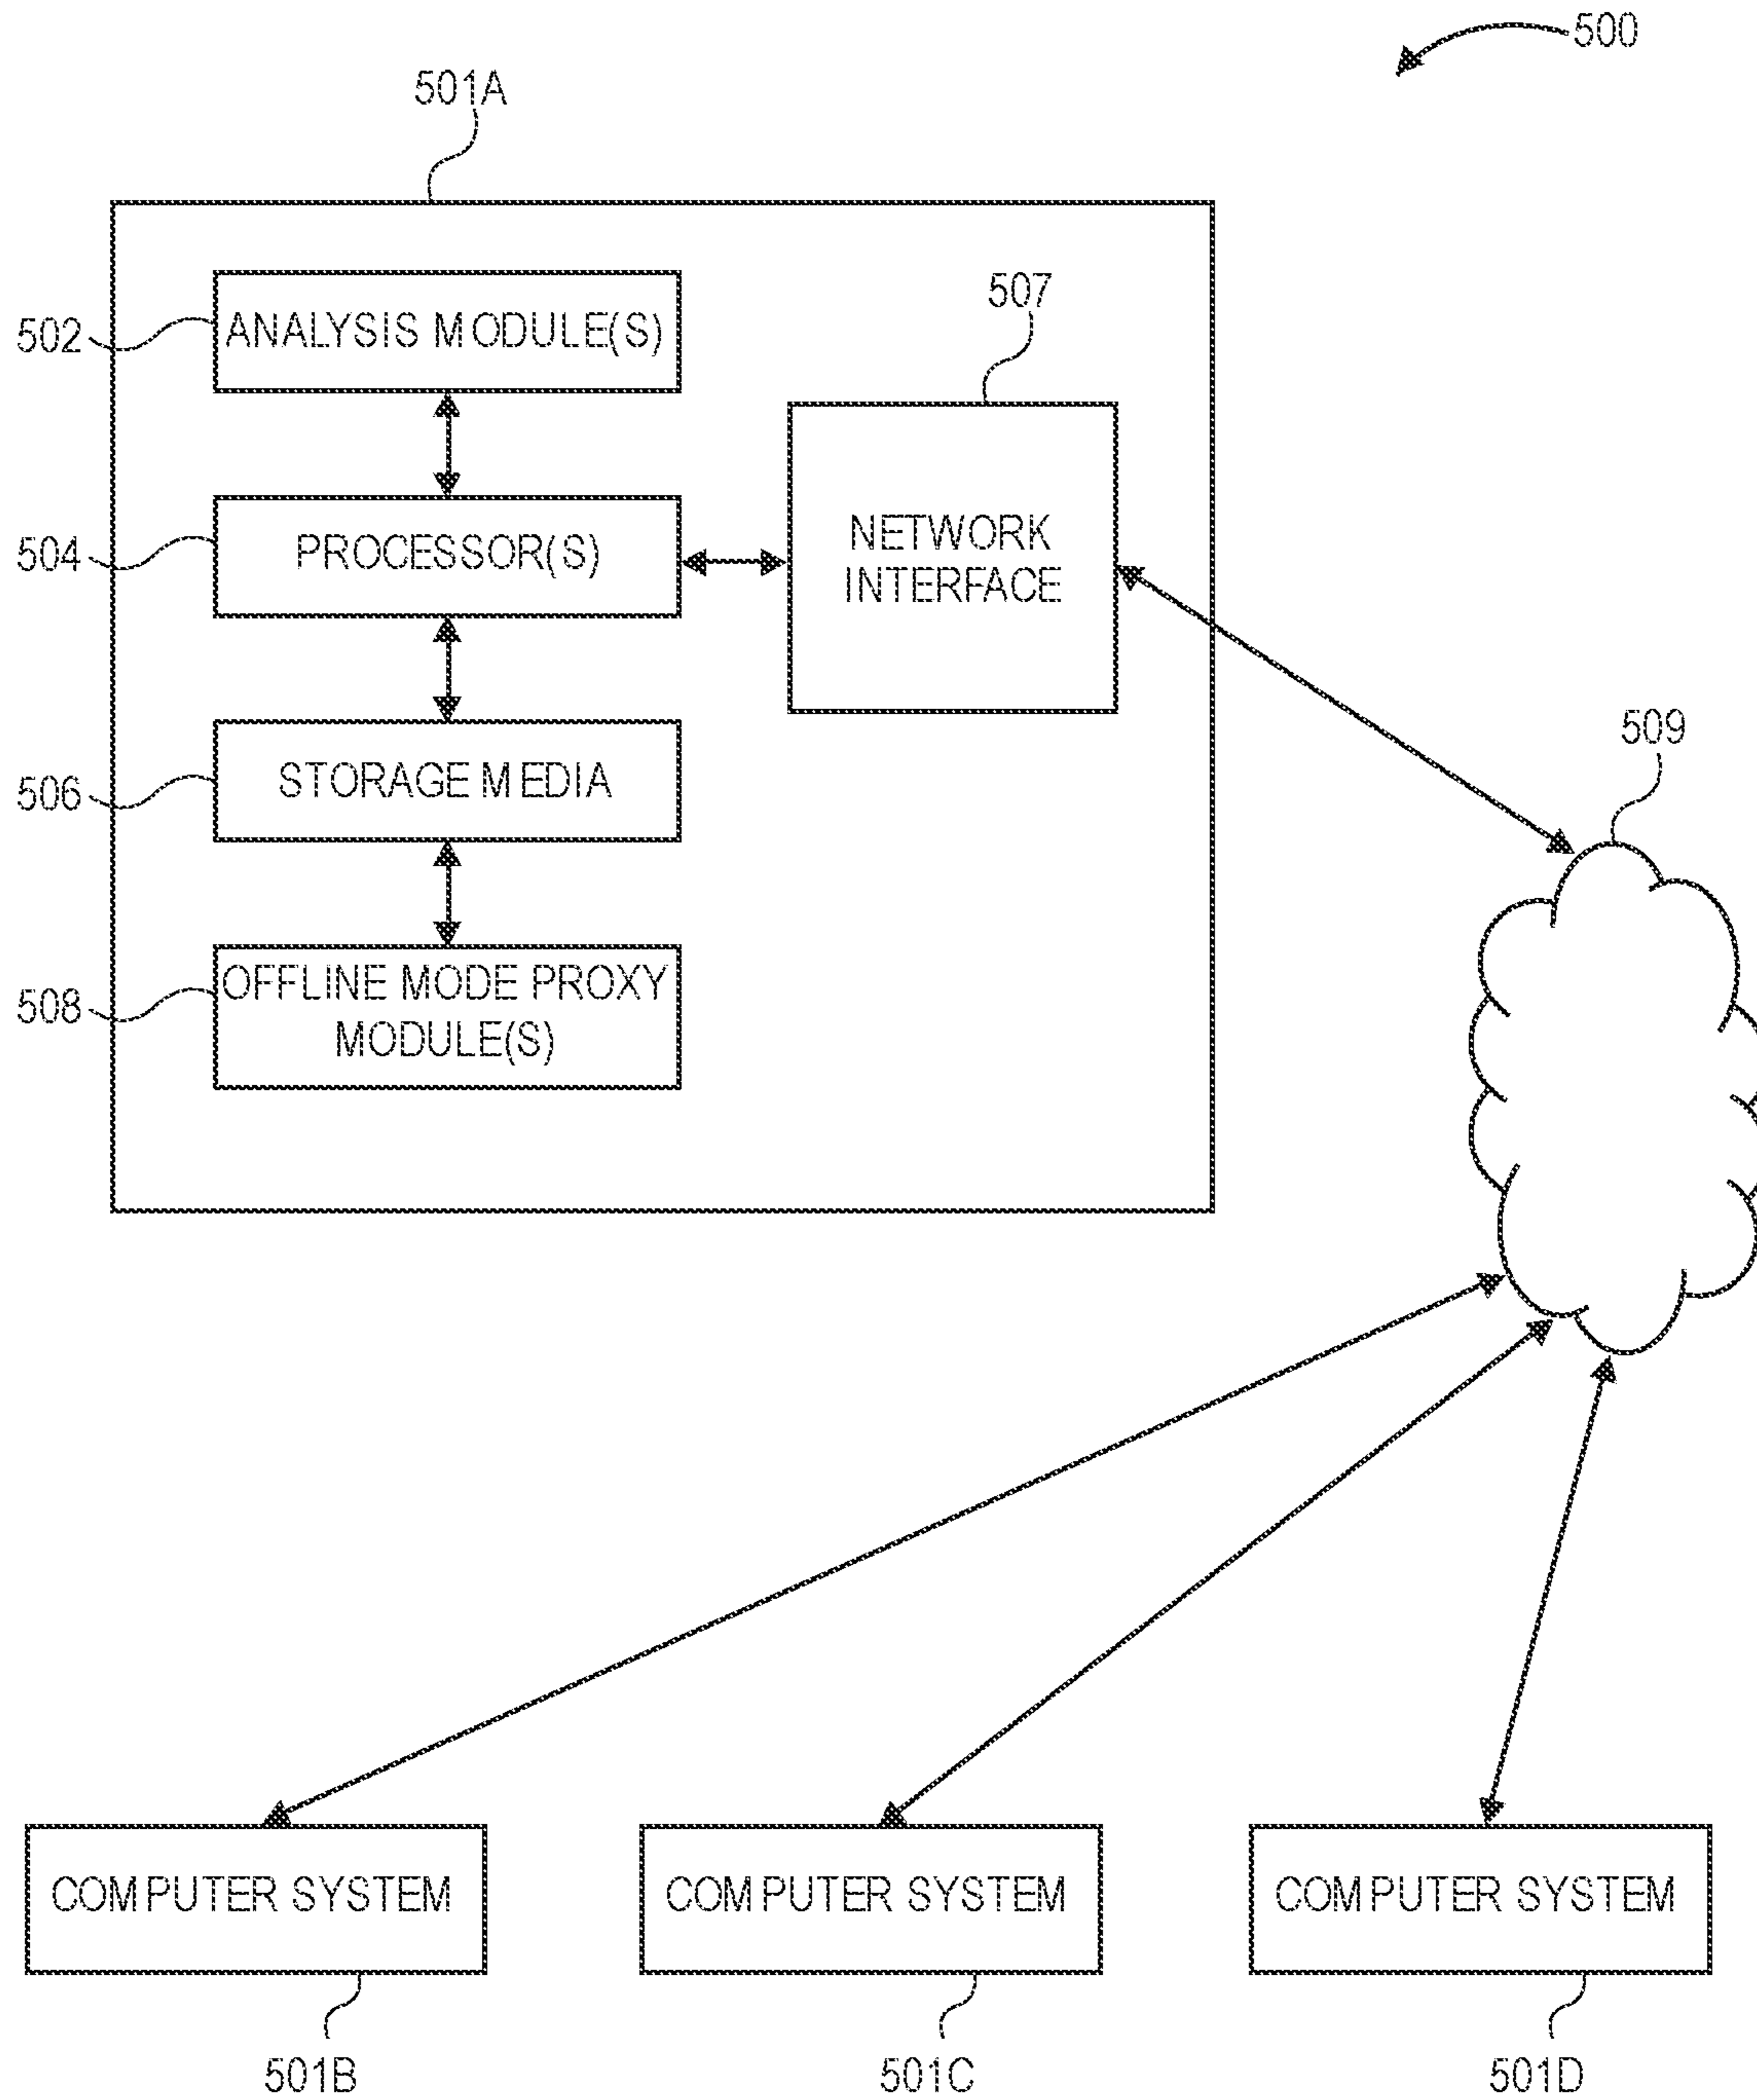 500
501A
507
502
ANALYSIS MODULE(S)
504
PROCESSOR(S)
NETWORK
INTERFACE
509
506
STORAGE MEDIA
508
OFFLINE MODE PROXY
MODULE(S)
COMPUTER SYSTEM
COMPUTER SYSTEM
COMPUTER SYSTEM
501B
501C
501D